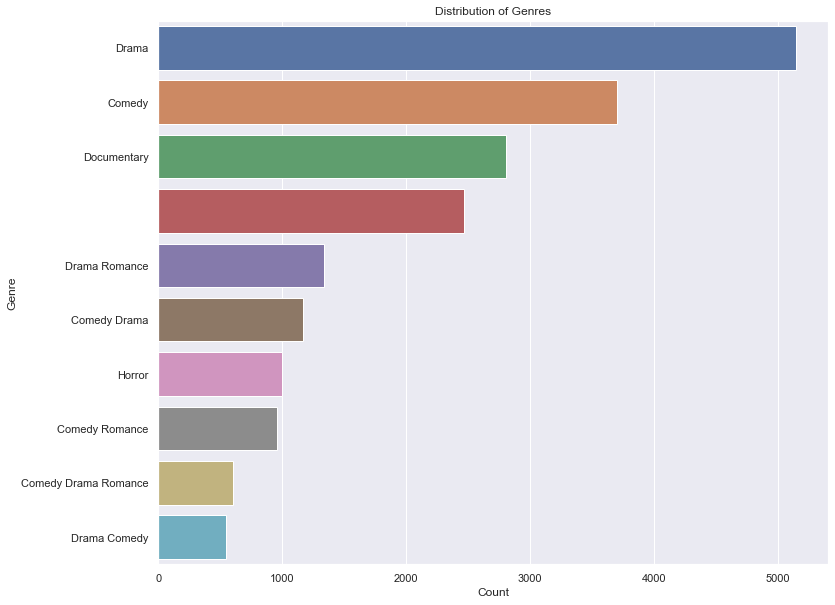 Distribution of Genres
Drama
Comedy
Documentary
Drama Romance
Comedy Drama
Horror
Comedy Romance
Comedy Drama Romance
Drama Comedy
Genre
0 1000 2000 3000 4000 5000
Count